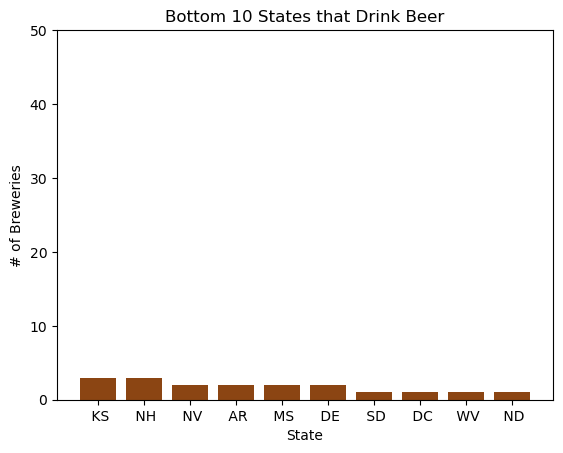 Bottom 10 States that Drink Beer
50
40
30
20
10
0
# of Breweries
KS NH NV AR MS DE SD DC WV ND
State